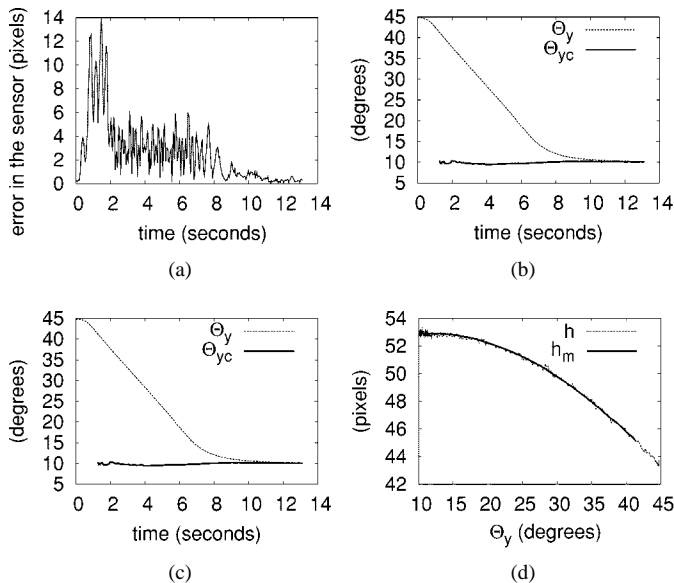 error in the sensor (pixels)
14
12
10
8
6
4
2
0
0 2 4 6 8 10 12 14
time (seconds)
(a)
(degrees)
45
40
35
30
25
20
15
10
5
Θy
Θyc
0 2 4 6 8 10 12 14
time (seconds)
(b)
(degrees)
45
40
35
30
25
20
15
10
5
Θy
Θyc
0 2 4 6 8 10 12 14
time (seconds)
(c)
(pixels)
54
52
50
48
46
44
42
h
hm
10 15 20 25 30 35 40 45
Θy (degrees)
(d)